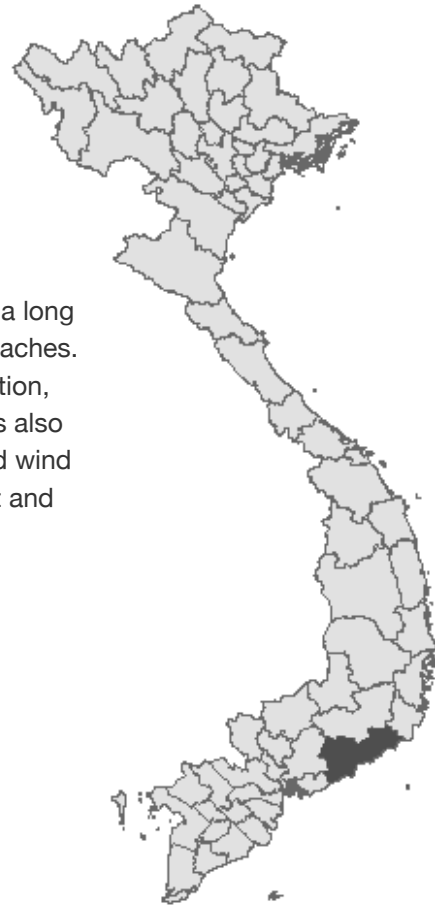 a long
aches.
tion,
s also
d wind
t and